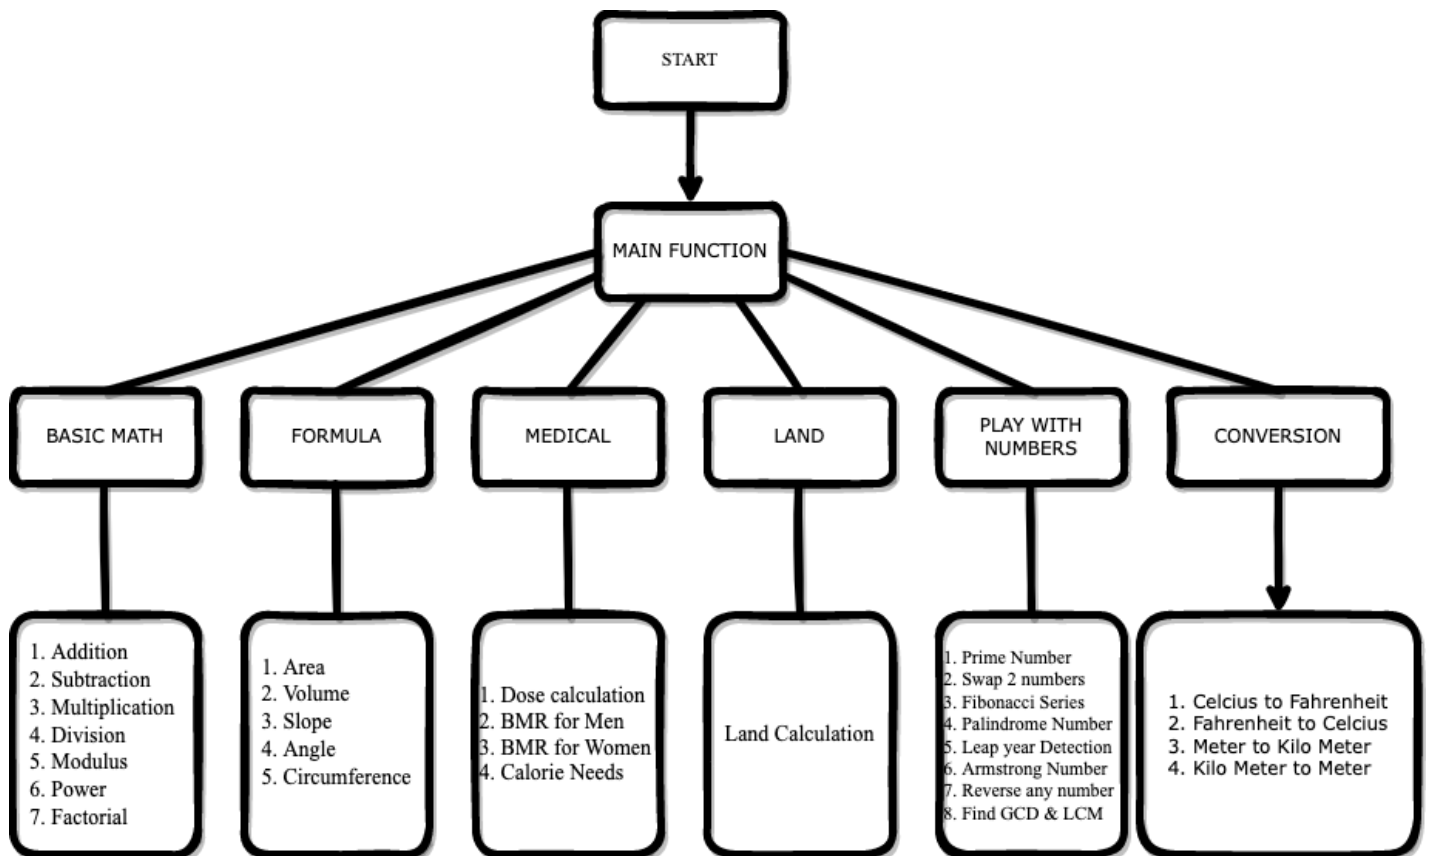 START
MAIN FUNCTION
BASIC MATH
FORMULA
MEDICAL
LAND
PLAY WITH
NUMBERS
CONVERSION
1. Addition
2. Subtraction
3. Multiplication
4. Division
5. Modulus
6. Power
7. Factorial
1. Area
2. Volume
3. Slope
4. Angle
5. Circumference
1. Dose calculation
2. BMR for Men
3. BMR for Women
4. Calorie Needs
Land Calculation
1. Prime Number
2. Swap 2 numbers
3. Fibonacci Series
4. Palindrome Number
5. Leap year Detection
6. Armstrong Number
7. Reverse any number
8. Find GCD & LCM
1. Celcius to Fahrenheit
2. Fahrenheit to Celcius
3. Meter to Kilo Meter
4. Kilo Meter to Meter